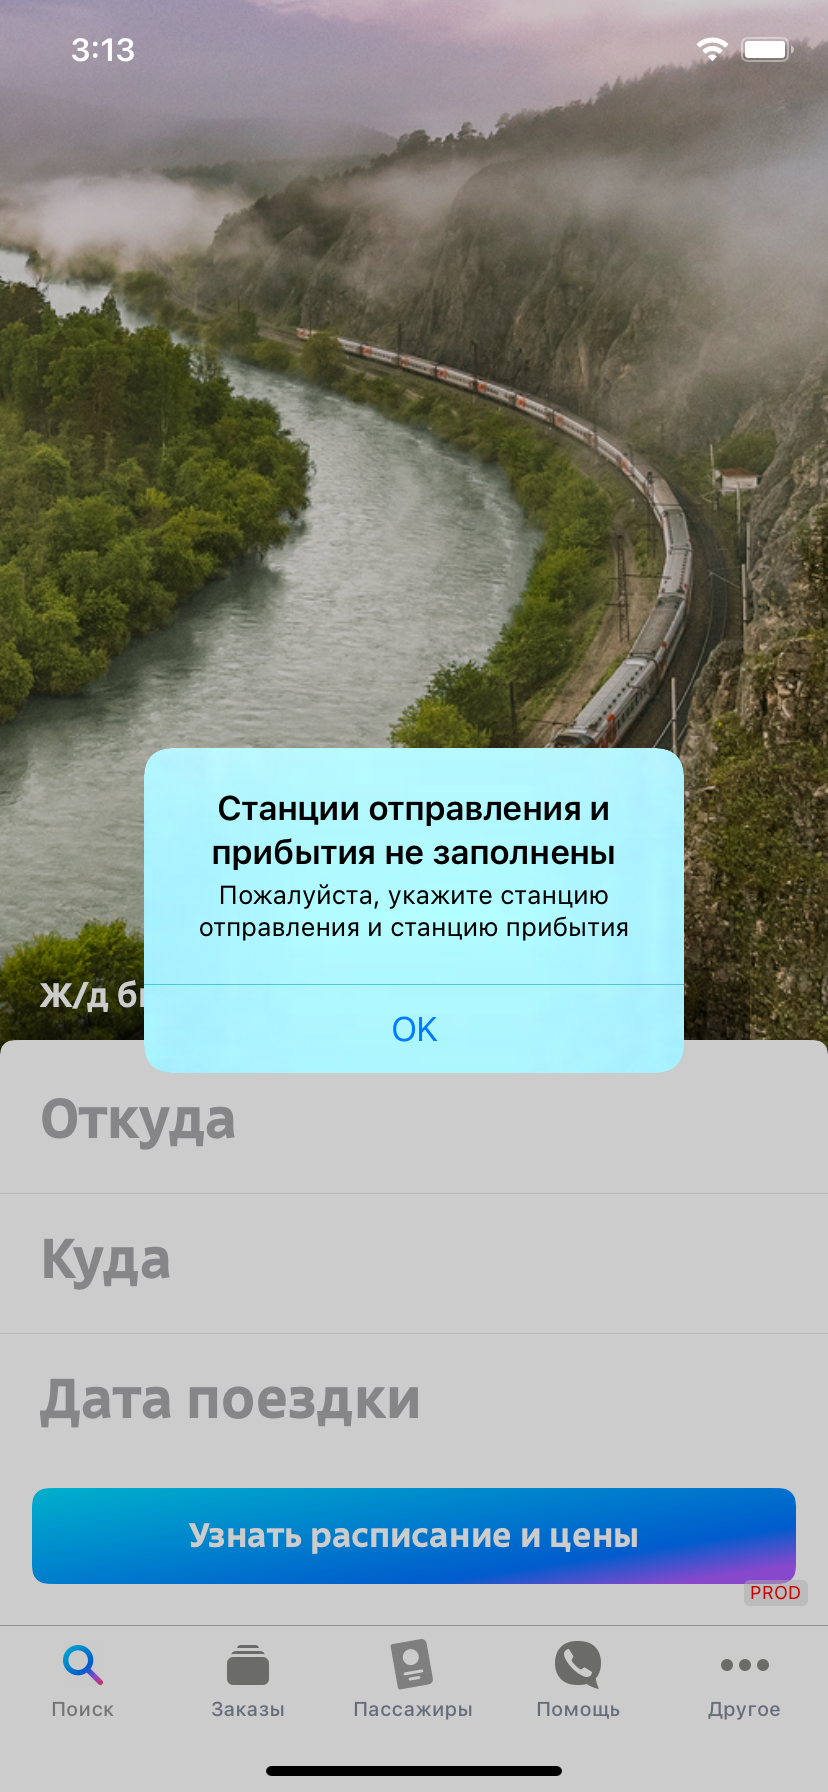 3:13
Станции отправления и
прибытия не заполнены
Пожалуйста, укажите станцию
отправления и станцию прибытия
Ж/д
OK
Откуда
Куда
Дата поездки
Узнать расписание и цены
PROD
Поиск
Заказы
Пассажиры
Помощь
Другое